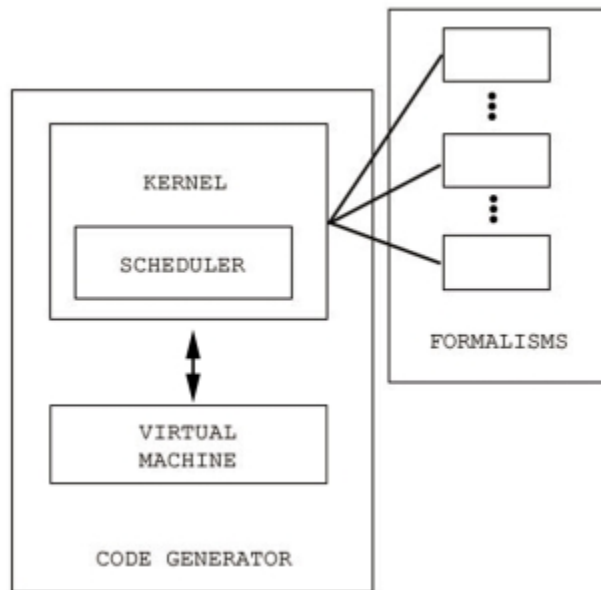 KERNEL
SCHEDULER
FORMALISMS
VIRTUAL
MACHINE
CODE GENERATOR